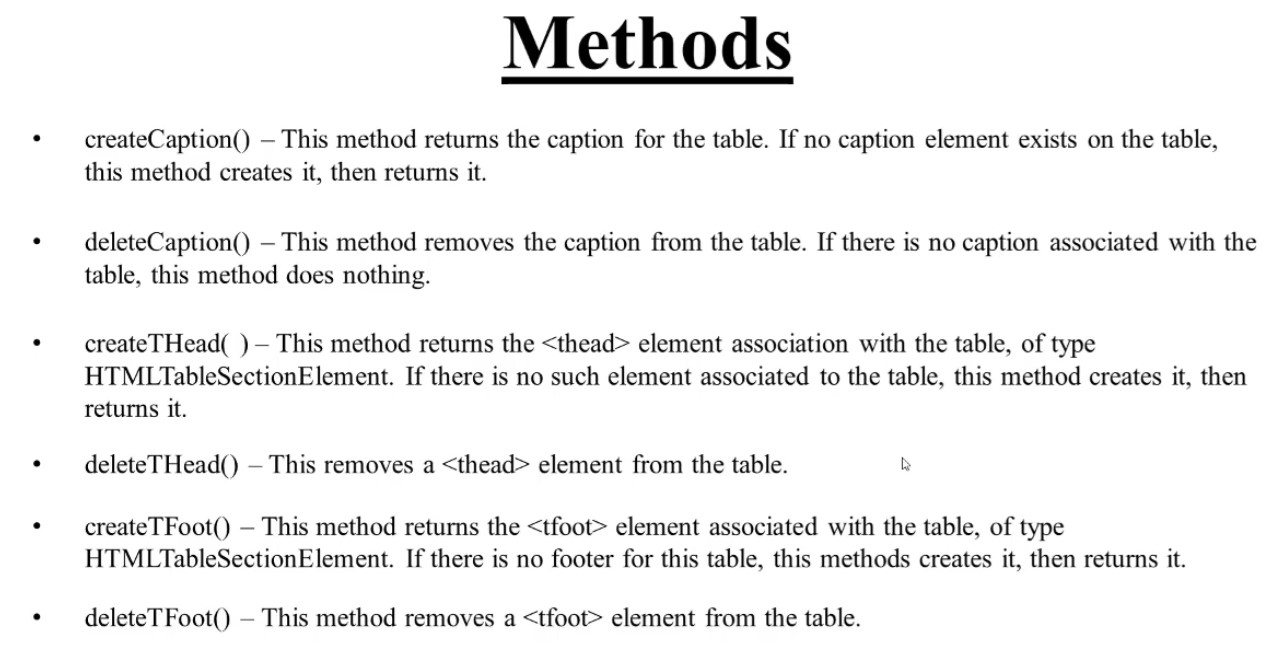 Methods
• createCaption() – This method returns the caption for the table. If no caption element exists on the table,
this method creates it, then returns it.
• deleteCaption() – This method removes the caption from the table. If there is no caption associated with the
table, this method does nothing.
• createTHead( ) – This method returns the <thead> element association with the table, of type
HTMLTableSectionElement. If there is no such element associated to the table, this method creates it, then
returns it.
• deleteTHead() – This removes a <thead> element from the table.
• createTFoot() – This method returns the <tfoot> element associated with the table, of type
HTMLTableSectionElement. If there is no footer for this table, this methods creates it, then returns it.
• deleteTFoot() – This method removes a <tfoot> element from the table.